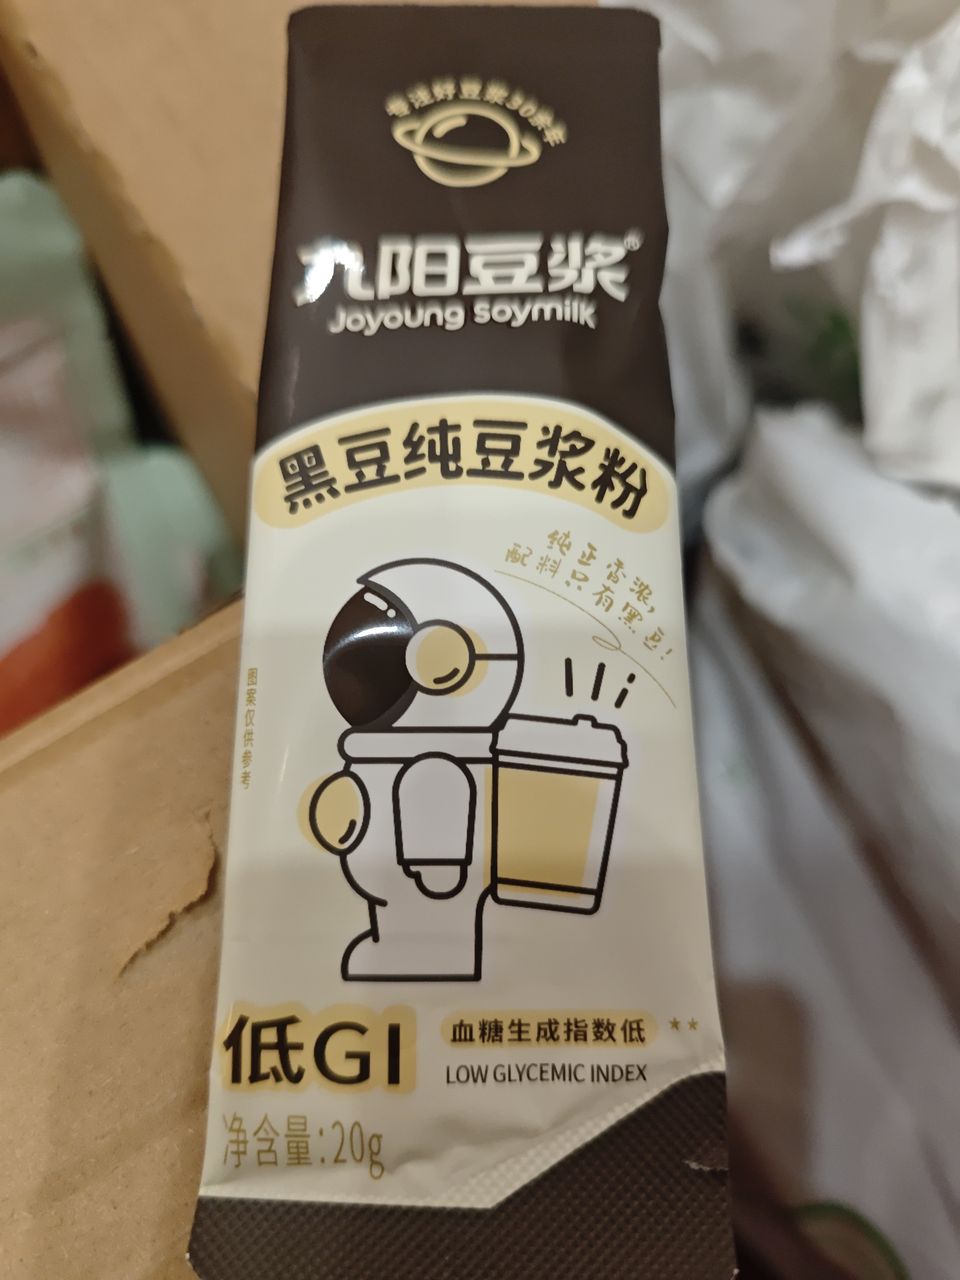 专注好豆浆30余年
九阳豆浆®
Joyoung soymilk
黑豆纯豆浆粉
纯正香浓,
配料只有黑豆!
图案仅供参考
低GI
血糖生成指数低**
LOW GLYCEMIC INDEX
净含量:20g